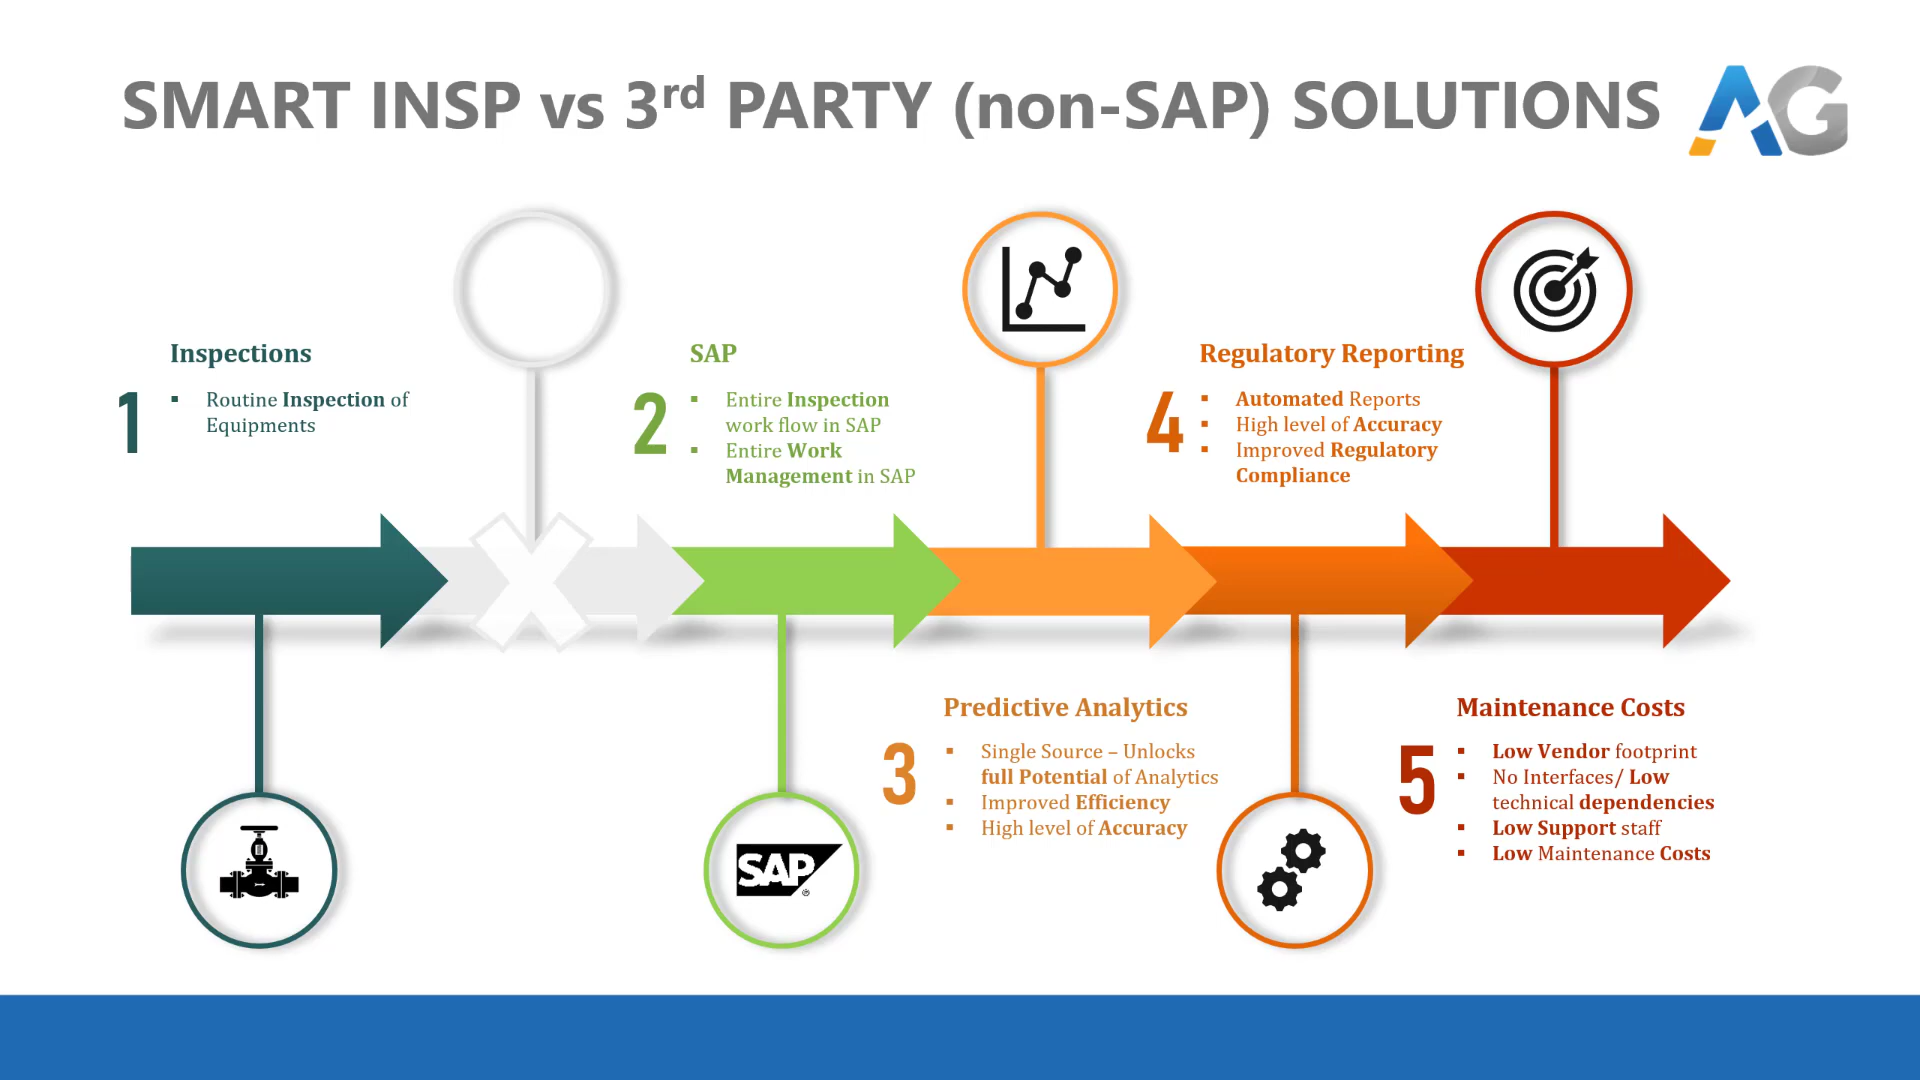 SMART INSP vs 3rd PARTY (non-SAP) SOLUTIONS
AG
Inspections
1
▪ Routine Inspection of
Equipments
SAP
2
▪ Entire Inspection
work flow in SAP
▪ Entire Work
Management in SAP
SAP®
Predictive Analytics
3
▪ Single Source – Unlocks
full Potential of Analytics
▪ Improved Efficiency
▪ High level of Accuracy
Regulatory Reporting
4
▪ Automated Reports
▪ High level of Accuracy
▪ Improved Regulatory
Compliance
Maintenance Costs
5
▪ Low Vendor footprint
▪ No Interfaces/ Low
technical dependencies
▪ Low Support staff
▪ Low Maintenance Costs